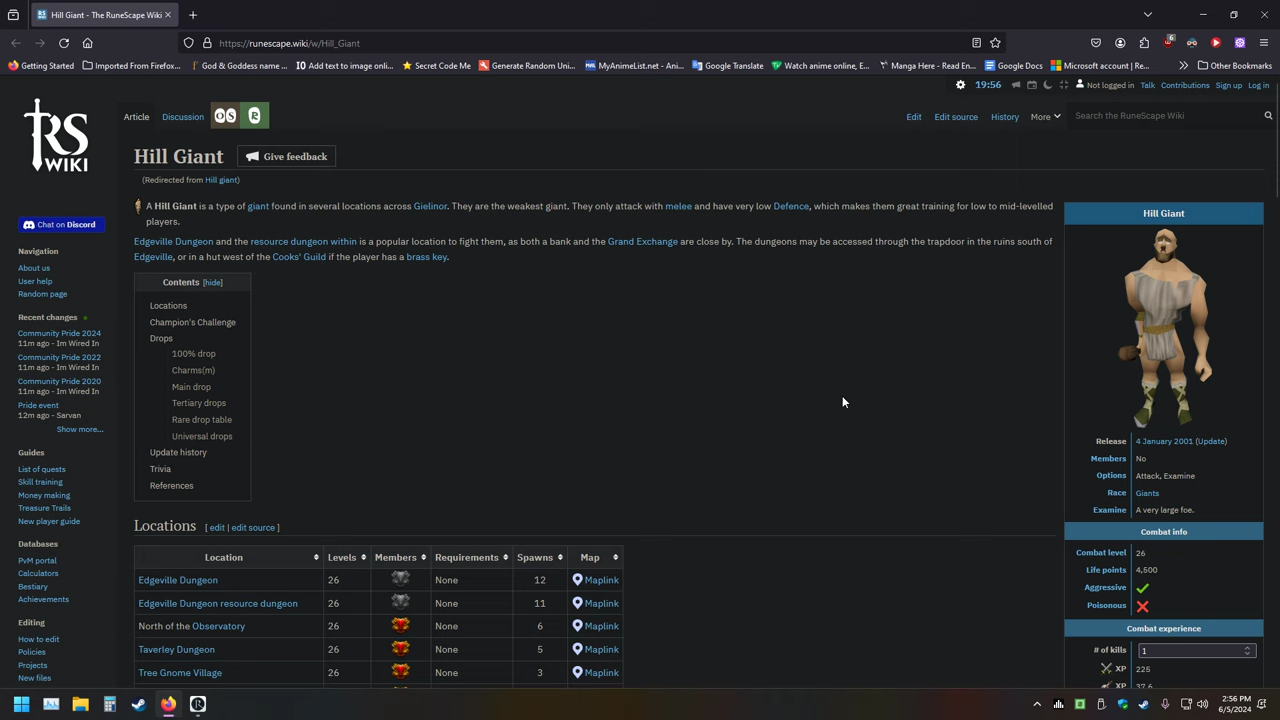 Hill Giant - The RuneScape Wiki
https://runescape.wiki/w/Hill_Giant
Getting Started
Imported From Firefox...
God & Goddess name ...
Add text to image onli...
Secret Code Me
Generate Random Uni...
MyAnimeList.net - Ani...
Google Translate
Watch anime online, e...
Manga Here - Read En...
Google Docs
Microsoft account | Re...
Other Bookmarks
19:56
Not logged in Talk Contributions Sign up Log in
RS
WIKI
Article Discussion OS R
Edit Edit source History More
Search the RuneScape Wiki
Hill Giant
Give feedback
(Redirected from Hill giant)
A Hill Giant is a type of giant found in several locations across Gielinor. They are the weakest giant. They only attack with melee and have very low Defence, which makes them great training for low to mid-levelled
players.
Edgeville Dungeon and the resource dungeon within is a popular location to fight them, as both a bank and the Grand Exchange are close by. The dungeons may be accessed through the trapdoor in the ruins south of
Edgeville, or in a hut west of the Cooks' Guild if the player has a brass key.
Chat on Discord
Navigation
About us
User help
Random page
Recent changes
Community Pride 2024
11m ago - Im Wired In
Community Pride 2022
11m ago - Im Wired In
Community Pride 2020
11m ago - Im Wired In
Pride event
12m ago - Sarvan
Show more...
Guides
List of quests
Skill training
Money making
Treasure Trails
New player guide
Databases
PvM portal
Calculators
Bestiary
Achievements
Editing
How to edit
Policies
Projects
New files
Contents [hide]
Locations
Champion's Challenge
Drops
100% drop
Charms(m)
Main drop
Tertiary drops
Rare drop table
Universal drops
Update history
Trivia
References
Locations [ edit | edit source ]
Location Levels Members Requirements Spawns Map
Edgeville Dungeon 26 None 12 Maplink
Edgeville Dungeon resource dungeon 26 None 11 Maplink
North of the Observatory 26 None 6 Maplink
Taverley Dungeon 26 None 5 Maplink
Tree Gnome Village 26 None 3 Maplink
Hill Giant
Release 4 January 2001 (Update)
Members No
Options Attack, Examine
Race Giants
Examine A very large foe.
Combat info
Combat level 26
Life points 4,500
Aggressive
Poisonous
Combat experience
# of kills 1
XP 225
XP 37.6
2:56 PM
6/5/2024